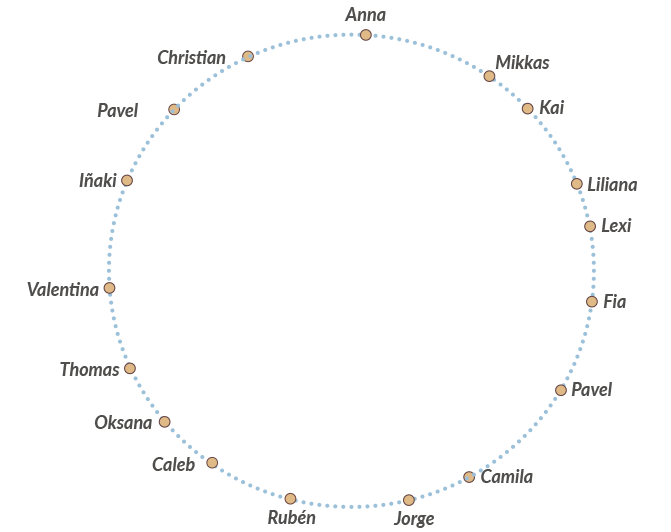 Anna
Christian
Mikkas
Pavel
Kai
Iñaki
Liliana
Lexi
Valentina
Fia
Thomas
Pavel
Oksana
Caleb
Camila
Rubén
Jorge